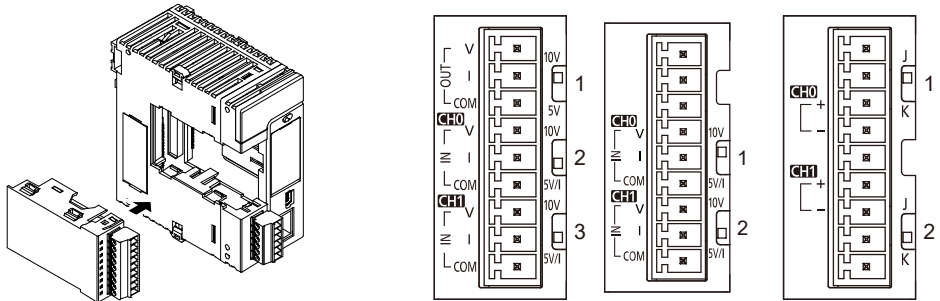 OUT
V
I
COM
10V
5V
1
CH0
IN
V
I
COM
10V
5V/I
2
CH1
IN
V
I
COM
10V
5V/I
3
CH0
IN
V
I
COM
10V
5V/I
1
CH1
IN
V
I
COM
10V
5V/I
2
J
K
1
CH0
+
−
CH1
+
−
J
K
2